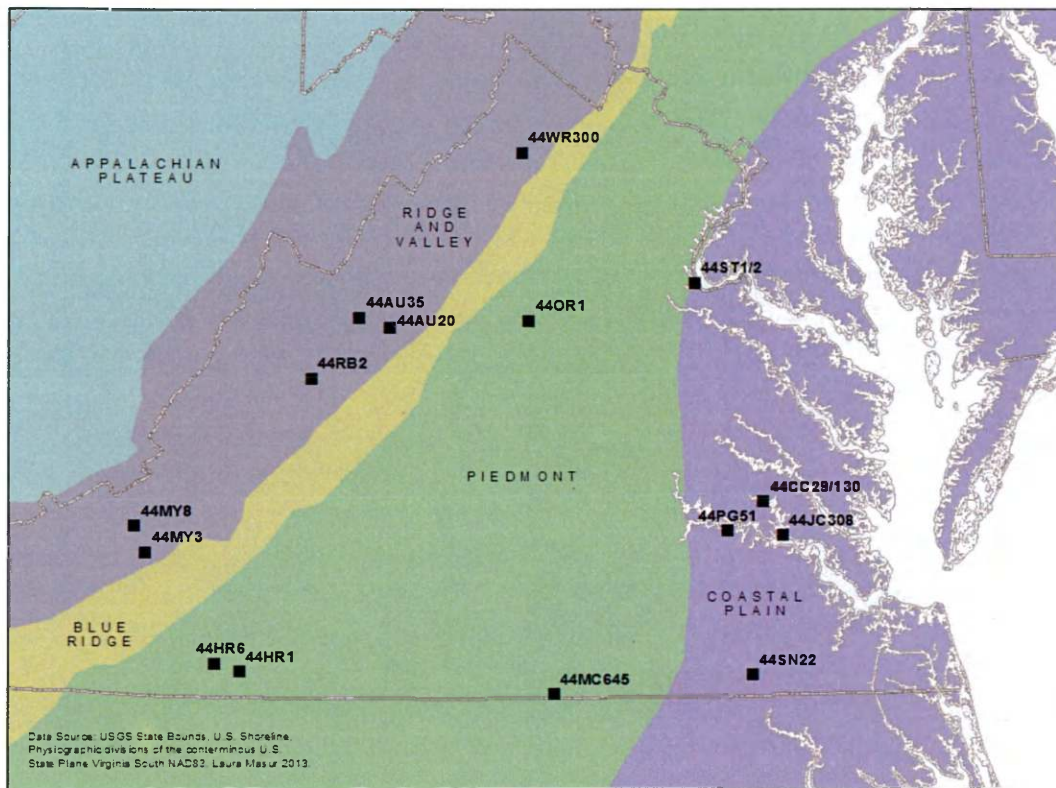 44WR300
APPALACHIAN
PLATEAU
RIDGE
AND
VALLEY
44ST1/2
44AU35
44AU20
44OR1
44RB2
PIEDMONT
44CC29/130
44PG51
44JC308
44MY8
44MY3
COASTAL
PLAIN
BLUE
RIDGE
44HR6
44HR1
44SN22
44MC645
Data Source: USGS State Bounds, U.S. Shoreline,
Physiographic divisions of the conterminous U.S.
State Plane Virginia South NAD83. Laura Masur 2013.